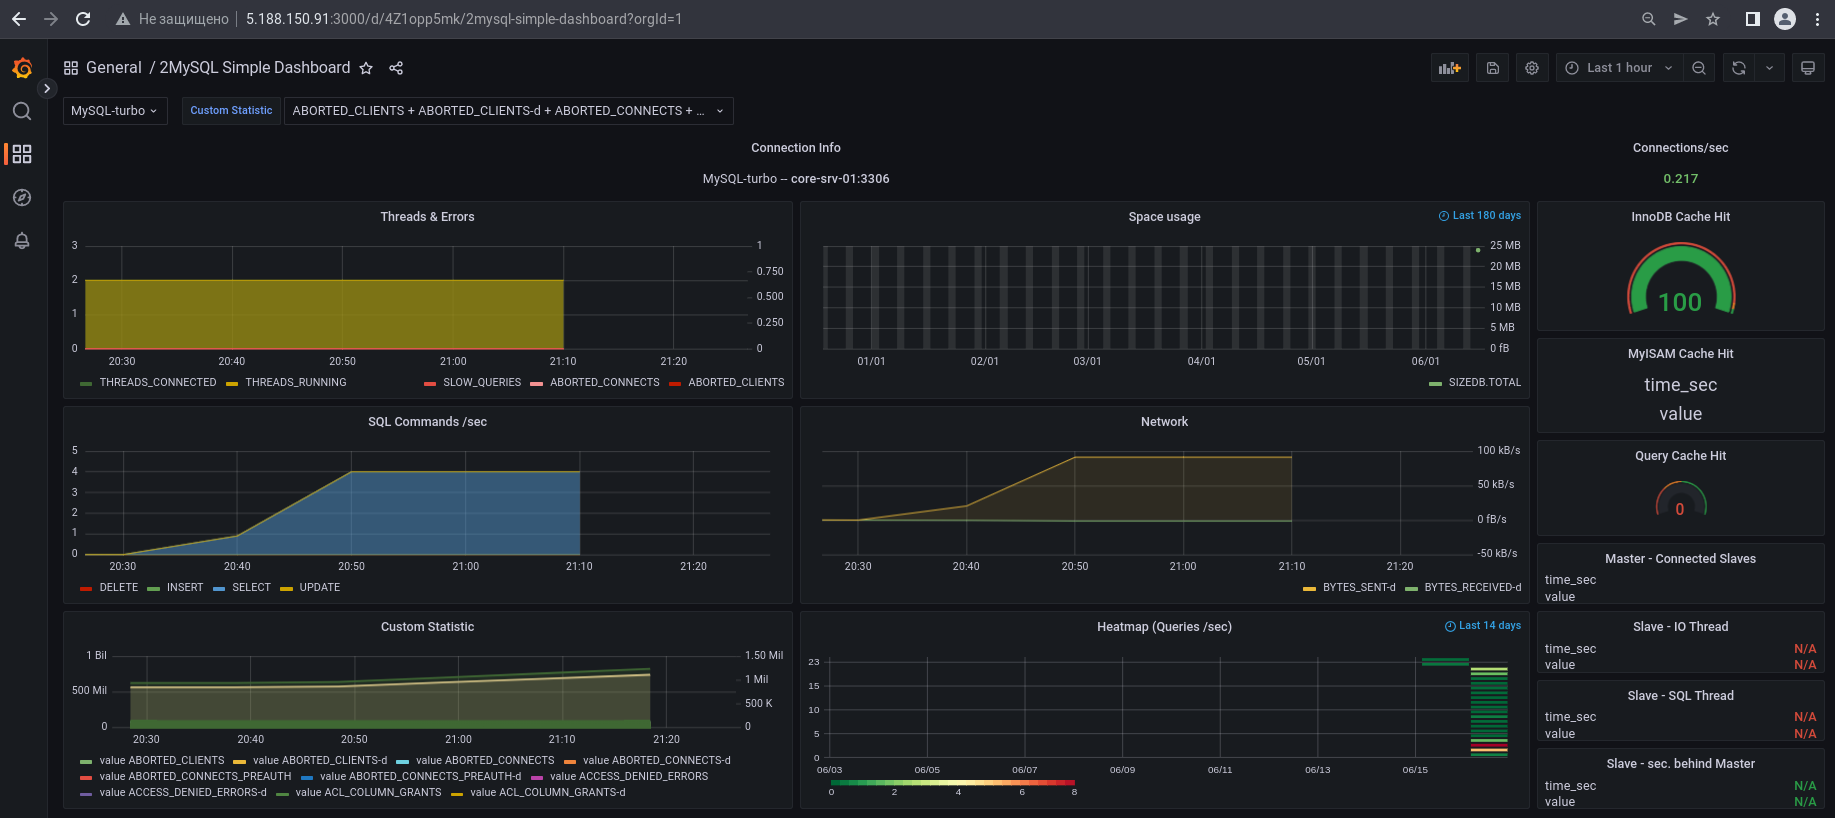 Не защищено 5.188.150.91:3000/d/4Z1opp5mk/2mysql-simple-dashboard?orgId=1
General / 2MySQL Simple Dashboard
Last 1 hour
MySQL-turbo
Custom Statistic
ABORTED_CLIENTS + ABORTED_CLIENTS-d + ABORTED_CONNECTS + ...
Connection Info
MySQL-turbo -- core-srv-01:3306
Connections/sec
0.217
Threads & Errors
3 2 1 0
1 0.750 0.500 0.250 0
20:30 20:40 20:50 21:00 21:10 21:20
THREADS_CONNECTED THREADS_RUNNING SLOW_QUERIES ABORTED_CONNECTS ABORTED_CLIENTS
Space usage
Last 180 days
25 MB
20 MB
15 MB
10 MB
5 MB
0 fB
01/01 02/01 03/01 04/01 05/01 06/01
SIZEDB.TOTAL
InnoDB Cache Hit
100
MyISAM Cache Hit
time_sec
value
SQL Commands /sec
5 4 3 2 1 0
20:30 20:40 20:50 21:00 21:10 21:20
DELETE INSERT SELECT UPDATE
Network
100 kB/s
50 kB/s
0 fB/s
-50 kB/s
20:30 20:40 20:50 21:00 21:10 21:20
BYTES_SENT-d BYTES_RECEIVED-d
Query Cache Hit
0
Master - Connected Slaves
time_sec
value
Custom Statistic
1 Bil
500 Mil
0
1.50 Mil
1 Mil
500 K
0
20:30 20:40 20:50 21:00 21:10 21:20
value ABORTED_CLIENTS value ABORTED_CLIENTS-d value ABORTED_CONNECTS value ABORTED_CONNECTS-d
value ABORTED_CONNECTS_PREAUTH value ABORTED_CONNECTS_PREAUTH-d value ACCESS_DENIED_ERRORS
value ACCESS_DENIED_ERRORS-d value ACL_COLUMN_GRANTS value ACL_COLUMN_GRANTS-d
Heatmap (Queries /sec)
Last 14 days
23 15 10 5 0
06/03 06/05 06/07 06/09 06/11 06/13 06/15
0 2 4 6 8
Slave - IO Thread
time_sec N/A
value N/A
Slave - SQL Thread
time_sec N/A
value N/A
Slave - sec. behind Master
time_sec N/A
value N/A